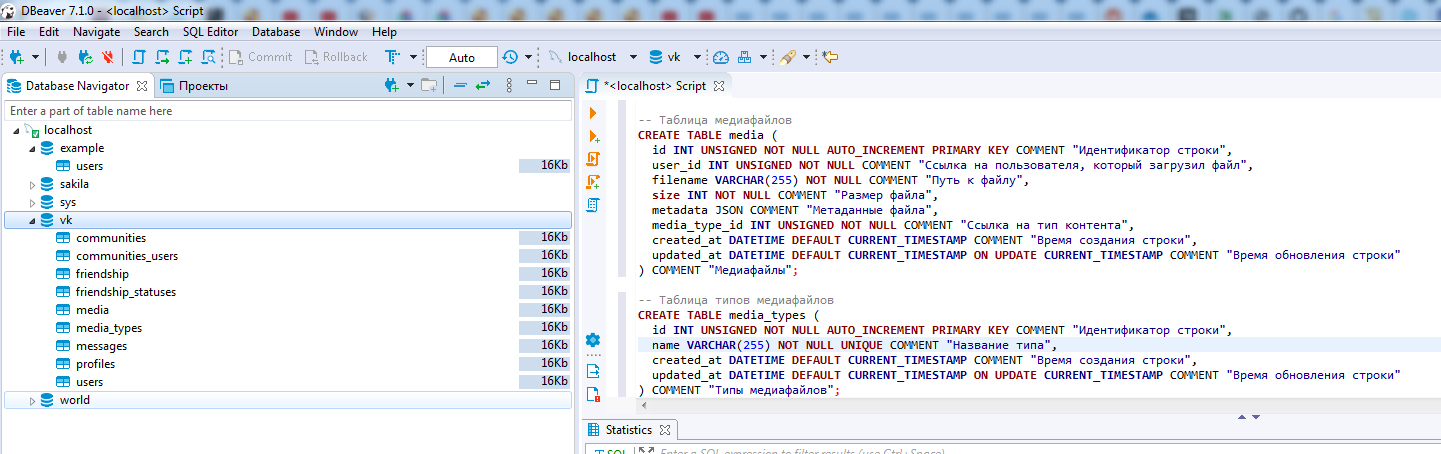 DBeaver 7.1.0 - <localhost> Script
File Edit Navigate Search SQL Editor Database Window Help
Commit Rollback Auto localhost vk
Database Navigator Проекты
Enter a part of table name here
localhost
example
users 16Kb
sakila
sys
vk
communities 16Kb
communities_users 16Kb
friendship 16Kb
friendship_statuses 16Kb
media 16Kb
media_types 16Kb
messages 16Kb
profiles 16Kb
users 16Kb
world
*<localhost> Script
-- Таблица медиафайлов
CREATE TABLE media (
id INT UNSIGNED NOT NULL AUTO_INCREMENT PRIMARY KEY COMMENT "Идентификатор строки",
user_id INT UNSIGNED NOT NULL COMMENT "Ссылка на пользователя, который загрузил файл",
filename VARCHAR(255) NOT NULL COMMENT "Путь к файлу",
size INT NOT NULL COMMENT "Размер файла",
metadata JSON COMMENT "Метаданные файла",
media_type_id INT UNSIGNED NOT NULL COMMENT "Ссылка на тип контента",
created_at DATETIME DEFAULT CURRENT_TIMESTAMP COMMENT "Время создания строки",
updated_at DATETIME DEFAULT CURRENT_TIMESTAMP ON UPDATE CURRENT_TIMESTAMP COMMENT "Время обновления строки"
) COMMENT "Медиафайлы";
-- Таблица типов медиафайлов
CREATE TABLE media_types (
id INT UNSIGNED NOT NULL AUTO_INCREMENT PRIMARY KEY COMMENT "Идентификатор строки",
name VARCHAR(255) NOT NULL UNIQUE COMMENT "Название типа",
created_at DATETIME DEFAULT CURRENT_TIMESTAMP COMMENT "Время создания строки",
updated_at DATETIME DEFAULT CURRENT_TIMESTAMP ON UPDATE CURRENT_TIMESTAMP COMMENT "Время обновления строки"
) COMMENT "Типы медиафайлов";
Statistics
SQL Enter a SQL expression to filter results (use Ctrl+Space)